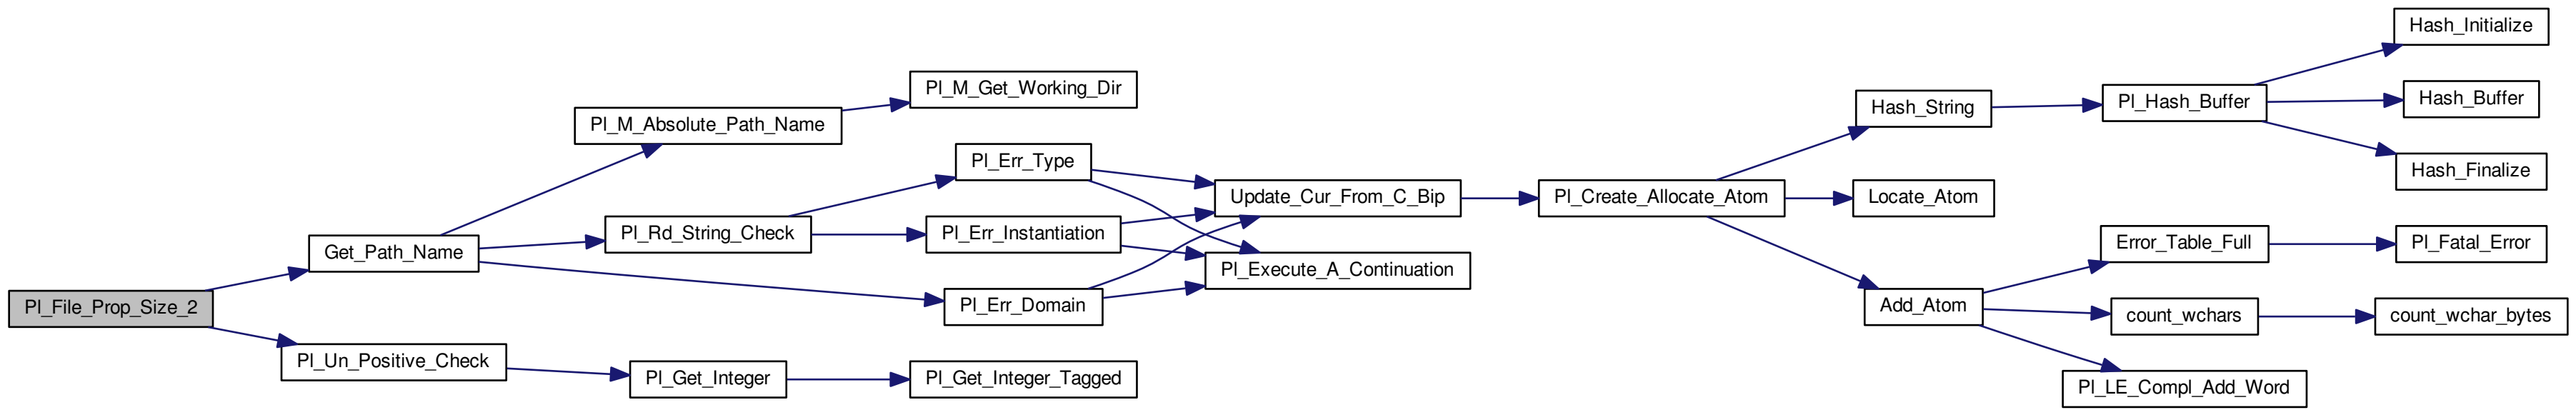 Pl_File_Prop_Size_2
Get_Path_Name
Pl_Un_Positive_Check
Pl_M_Absolute_Path_Name
Pl_Rd_String_Check
Pl_Get_Integer
Pl_M_Get_Working_Dir
Pl_Err_Type
Pl_Err_Instantiation
Pl_Err_Domain
Pl_Get_Integer_Tagged
Update_Cur_From_C_Bip
Pl_Execute_A_Continuation
Pl_Create_Allocate_Atom
Hash_String
Locate_Atom
Add_Atom
Pl_Hash_Buffer
Error_Table_Full
count_wchars
Pl_LE_Compl_Add_Word
Hash_Initialize
Hash_Buffer
Hash_Finalize
Pl_Fatal_Error
count_wchar_bytes